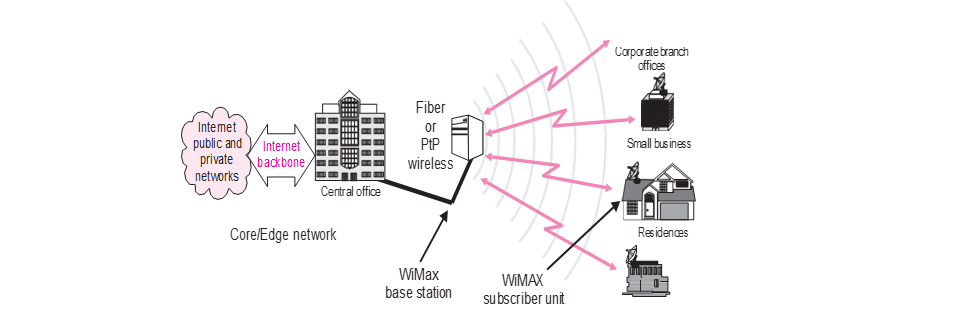 Internet
public and
private
networks
Internet
backbone
Central office
Core/Edge network
Fiber
or
PtP
wireless
WiMax
base station
WiMAX
subscriber unit
Corporate branch
offices
Small business
Residences